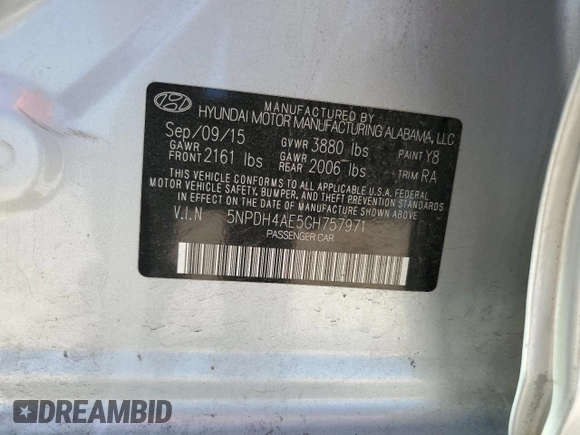 MANUFACTURED BY
HYUNDAI MOTOR MANUFACTURING ALABAMA, LLC
Sep/09/15 GVWR 3880 lbs PAINT Y8
GAWR FRONT 2161 lbs GAWR REAR 2006 lbs TRIM RA
THIS VEHICLE CONFORMS TO ALL APPLICABLE U.S.A. FEDERAL
MOTOR VEHICLE SAFETY, BUMPER, AND THEFT PREVENTION STANDARDS
IN EFFECT ON THE DATE OF MANUFACTURE SHOWN ABOVE.
V.I.N 5NPDH4AE5GH757971
PASSENGER CAR
DREAMBID